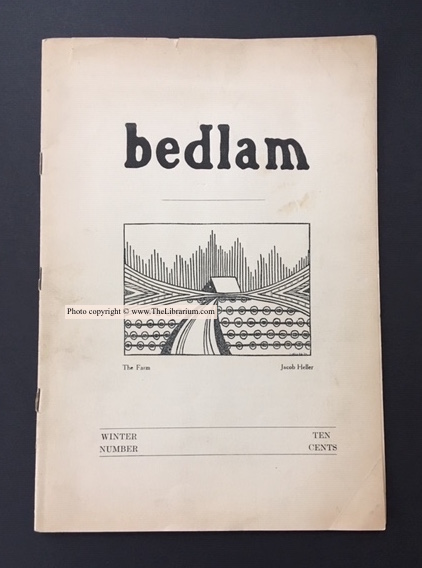 bedlam
Photo copyright © www.TheLibrarium.com
The Farm
Jacob Heller
WINTER
NUMBER
TEN
CENTS